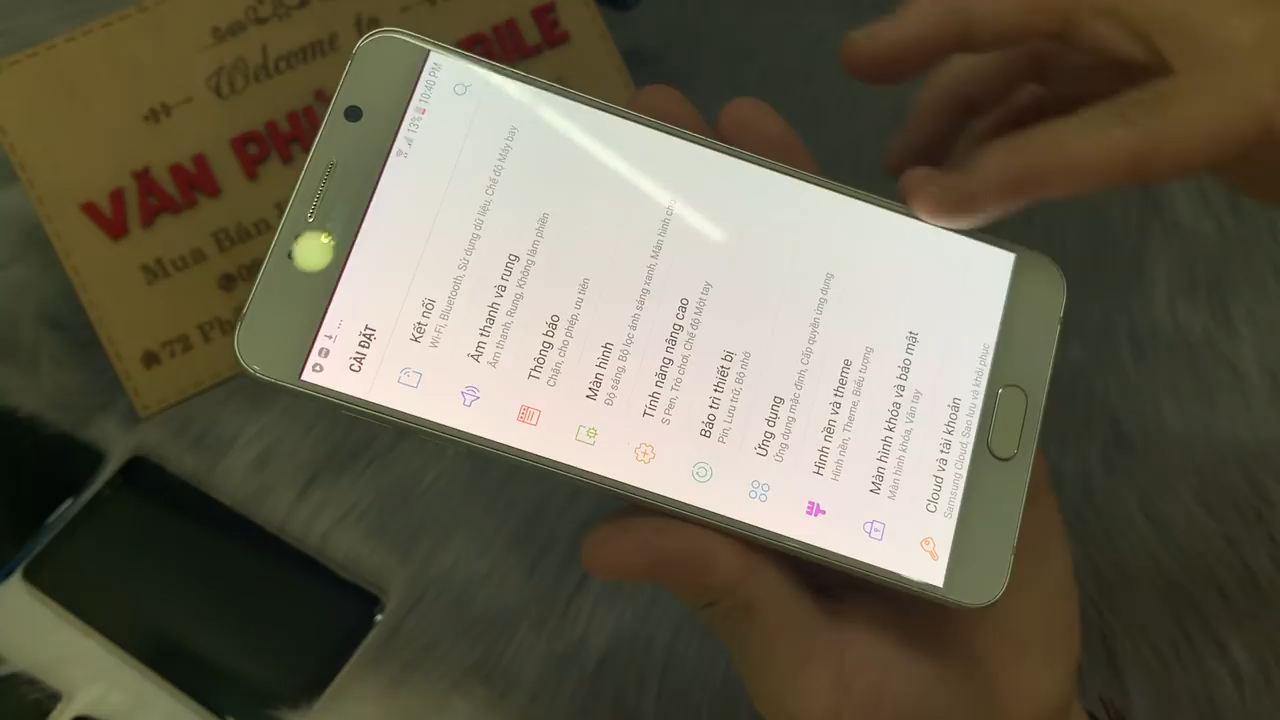 Welcome to
VĂN
Mua Bán
72
13% 10:40 PM
CÀI ĐẶT
Kết nối
Wi-Fi, Bluetooth, Sử dụng dữ liệu, Chế độ Máy bay
Âm thanh và rung
Âm thanh, Rung, Không làm phiền
Thông báo
Chặn, cho phép, ưu tiên
Màn hình
Độ sáng, Bộ lọc ánh sáng xanh, Màn hình
Tính năng nâng cao
S Pen, Trò chơi, Chế độ Một tay
Bảo trì thiết bị
Pin, Lưu trữ, Bộ nhớ
Ứng dụng
Ứng dụng mặc định, Cấp quyền ứng dụng
Hình nền và theme
Hình nền, Theme, Biểu tượng
Màn hình khóa và bảo mật
Màn hình khóa, Vân tay
Cloud và tài khoản
Samsung Cloud, Sao lưu và khôi phục